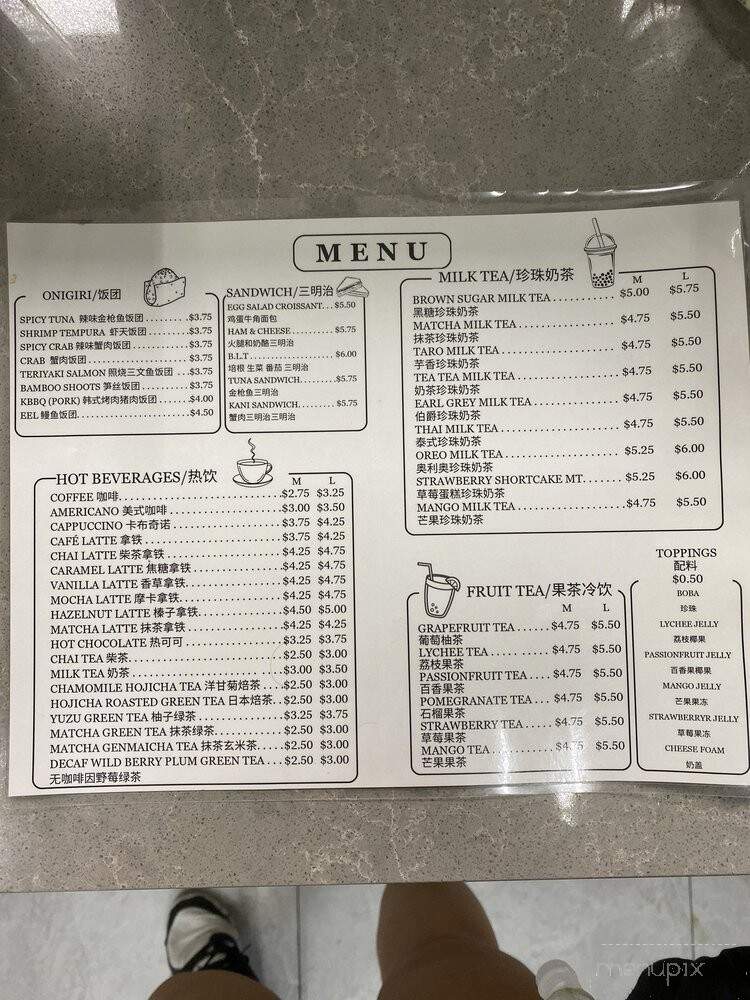 MENU
ONIGIRI/饭团
SPICY TUNA 辣味金枪鱼饭团 .......$3.75
SHRIMP TEMPURA 虾天饭团........$3.75
SPICY CRAB 辣味蟹肉饭团........$3.75
CRAB 蟹肉饭团........$3.75
TERIYAKI SALMON 照烧三文鱼饭团 ...$3.75
BAMBOO SHOOTS 笋丝饭团........$3.75
KBBQ (PORK) 韩式烤肉猪肉饭团....$4.00
EEL 鳗鱼饭团........$4.50
SANDWICH/三明治
EGG SALAD CROISSANT...$5.50
鸡蛋牛角面包
HAM & CHEESE........$5.75
火腿和奶酪三明治
B.L.T........$6.00
培根 生菜 番茄 三明治
TUNA SANDWICH........$5.75
金枪鱼三明治
KANI SANDWICH........$5.75
蟹肉三明治三明治
HOT BEVERAGES/热饮
M L
COFFEE 咖啡........$2.75 $3.25
AMERICANO 美式咖啡........$3.00 $3.50
CAPPUCCINO 卡布奇诺........$3.75 $4.25
CAFÉ LATTE 拿铁........$3.75 $4.25
CHAI LATTE 柴茶拿铁........$4.25 $4.75
CARAMEL LATTE 焦糖拿铁........$4.25 $4.75
VANILLA LATTE 香草拿铁........$4.25 $4.75
MOCHA LATTE 摩卡拿铁........$4.25 $4.75
HAZELNUT LATTE 榛子拿铁........$4.50 $5.00
MATCHA LATTE 抹茶拿铁........$4.25 $4.25
HOT CHOCOLATE 热可可........$3.25 $3.75
CHAI TEA 柴茶........$2.50 $3.00
MILK TEA 奶茶........$3.00 $3.50
CHAMOMILE HOJICHA TEA 洋甘菊焙茶...$2.50 $3.00
HOJICHA ROASTED GREEN TEA 日本焙茶..$2.50 $3.00
YUZU GREEN TEA 柚子绿茶........$3.25 $3.75
MATCHA GREEN TEA 抹茶绿茶........$2.50 $3.00
MATCHA GENMAICHA TEA 抹茶玄米茶....$2.50 $3.00
DECAF WILD BERRY PLUM GREEN TEA...$2.50 $3.00
无咖啡因野莓绿茶
MILK TEA/珍珠奶茶
M L
BROWN SUGAR MILK TEA........$5.00 $5.75
黑糖珍珠奶茶
MATCHA MILK TEA........$4.75 $5.50
抹茶珍珠奶茶
TARO MILK TEA........$4.75 $5.50
芋香珍珠奶茶
TEA TEA MILK TEA........$4.75 $5.50
奶茶珍珠奶茶
EARL GREY MILK TEA........$4.75 $5.50
伯爵珍珠奶茶
THAI MILK TEA........$4.75 $5.50
泰式珍珠奶茶
OREO MILK TEA........$5.25 $6.00
奥利奥珍珠奶茶
STRAWBERRY SHORTCAKE MT......$5.25 $6.00
草莓蛋糕珍珠奶茶
MANGO MILK TEA........$4.75 $5.50
芒果珍珠奶茶
FRUIT TEA/果茶冷饮
M L
GRAPEFRUIT TEA.....$4.75 $5.50
葡萄柚茶
LYCHEE TEA........$4.75 $5.50
荔枝果茶
PASSIONFRUIT TEA....$4.75 $5.50
百香果茶
POMEGRANATE TEA...$4.75 $5.50
石榴果茶
STRAWBERRY TEA.....$4.75 $5.50
草莓果茶
MANGO TEA........$4.75 $5.50
芒果果茶
TOPPINGS
配料
$0.50
BOBA
珍珠
LYCHEE JELLY
荔枝椰果
PASSIONFRUIT JELLY
百香果椰果
MANGO JELLY
芒果果冻
STRAWBERRYR JELLY
草莓果冻
CHEESE FOAM
奶盖
menupix